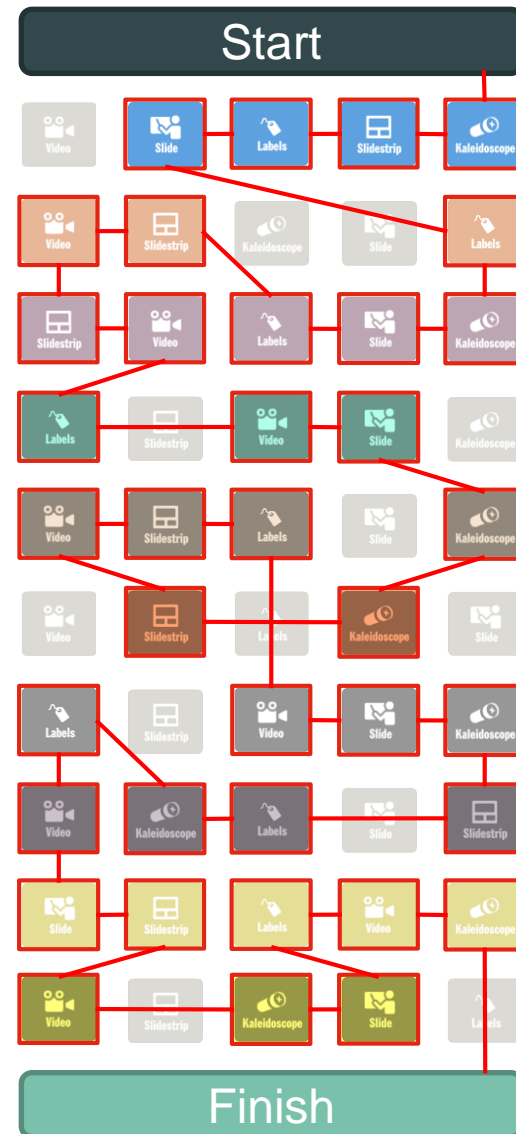 Start
Video Slide Labels Slidestrip Kaleidoscope
Video Slidestrip Kaleidoscope Slide Labels
Slidestrip Video Labels Slide Kaleidoscope
Labels Slidestrip Video Slide Kaleidoscope
Video Slidestrip Labels Slide Kaleidoscope
Video Slidestrip Labels Kaleidoscope Slide
Labels Slidestrip Video Slide Kaleidoscope
Video Kaleidoscope Labels Slide Slidestrip
Slide Slidestrip Labels Video Kaleidoscope
Video Slidestrip Kaleidoscope Slide Labels
Finish